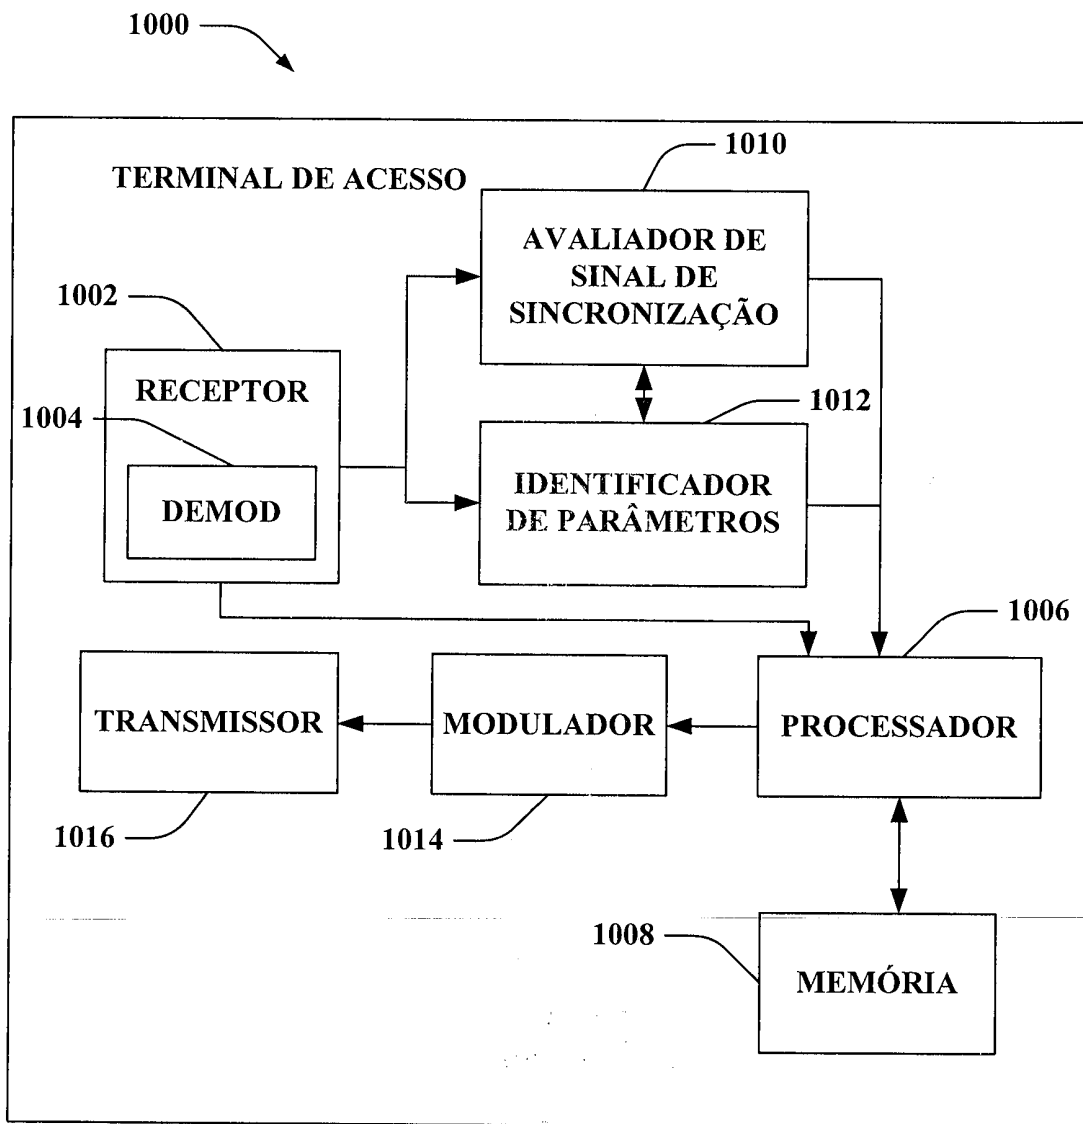 1000
TERMINAL DE ACESSO
1010
AVALIADOR DE
SINAL DE
SINCRONIZAÇÃO
1002
RECEPTOR
1004
DEMOD
1012
IDENTIFICADOR
DE PARÂMETROS
1006
TRANSMISSOR
MODULADOR
PROCESSADOR
1016
1014
1008
MEMÓRIA